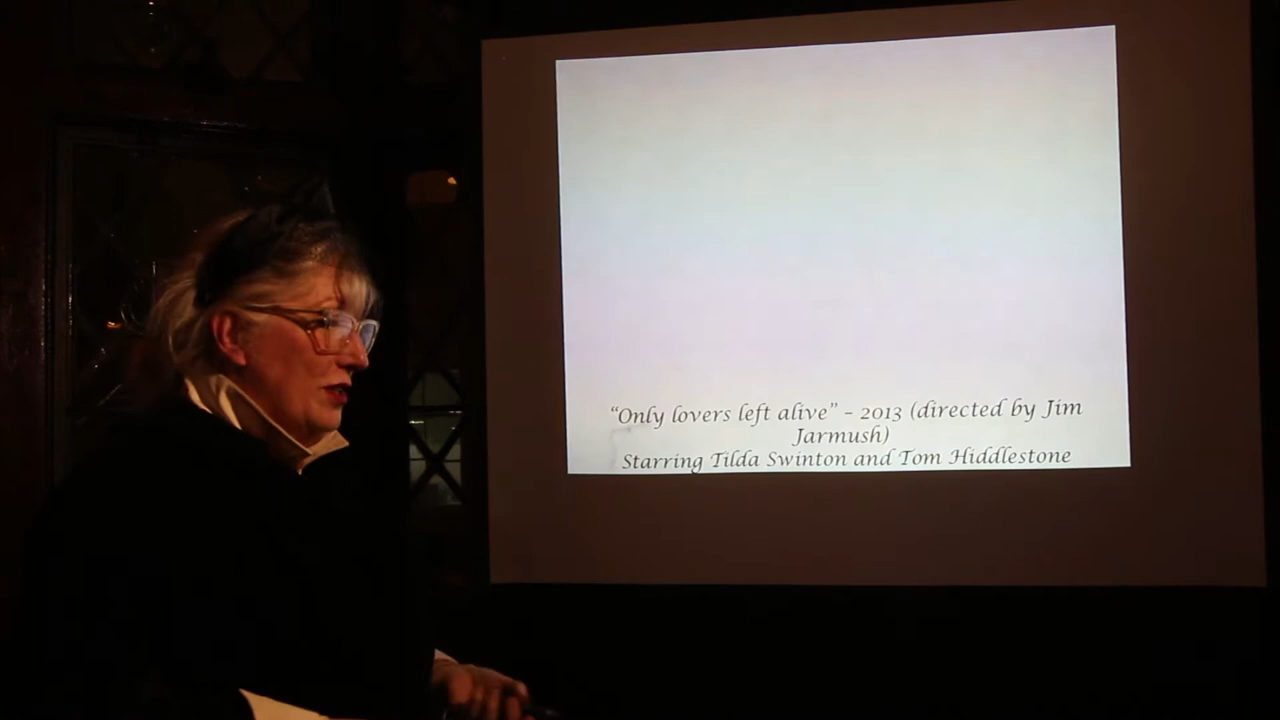 “Only lovers left alive” – 2013 (directed by Jim
Jarmush)
Starring Tilda Swinton and Tom Hiddlestone